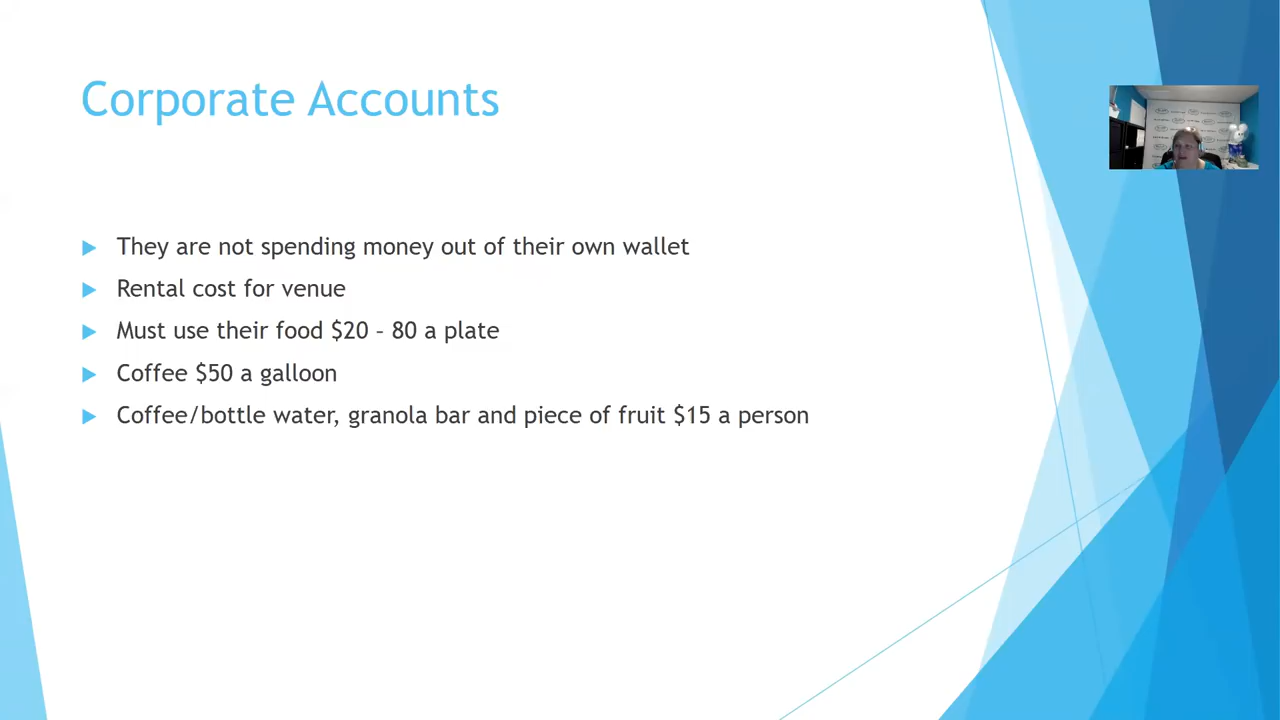 Corporate Accounts
They are not spending money out of their own wallet
Rental cost for venue
Must use their food $20 – 80 a plate
Coffee $50 a galloon
Coffee/bottle water, granola bar and piece of fruit $15 a person